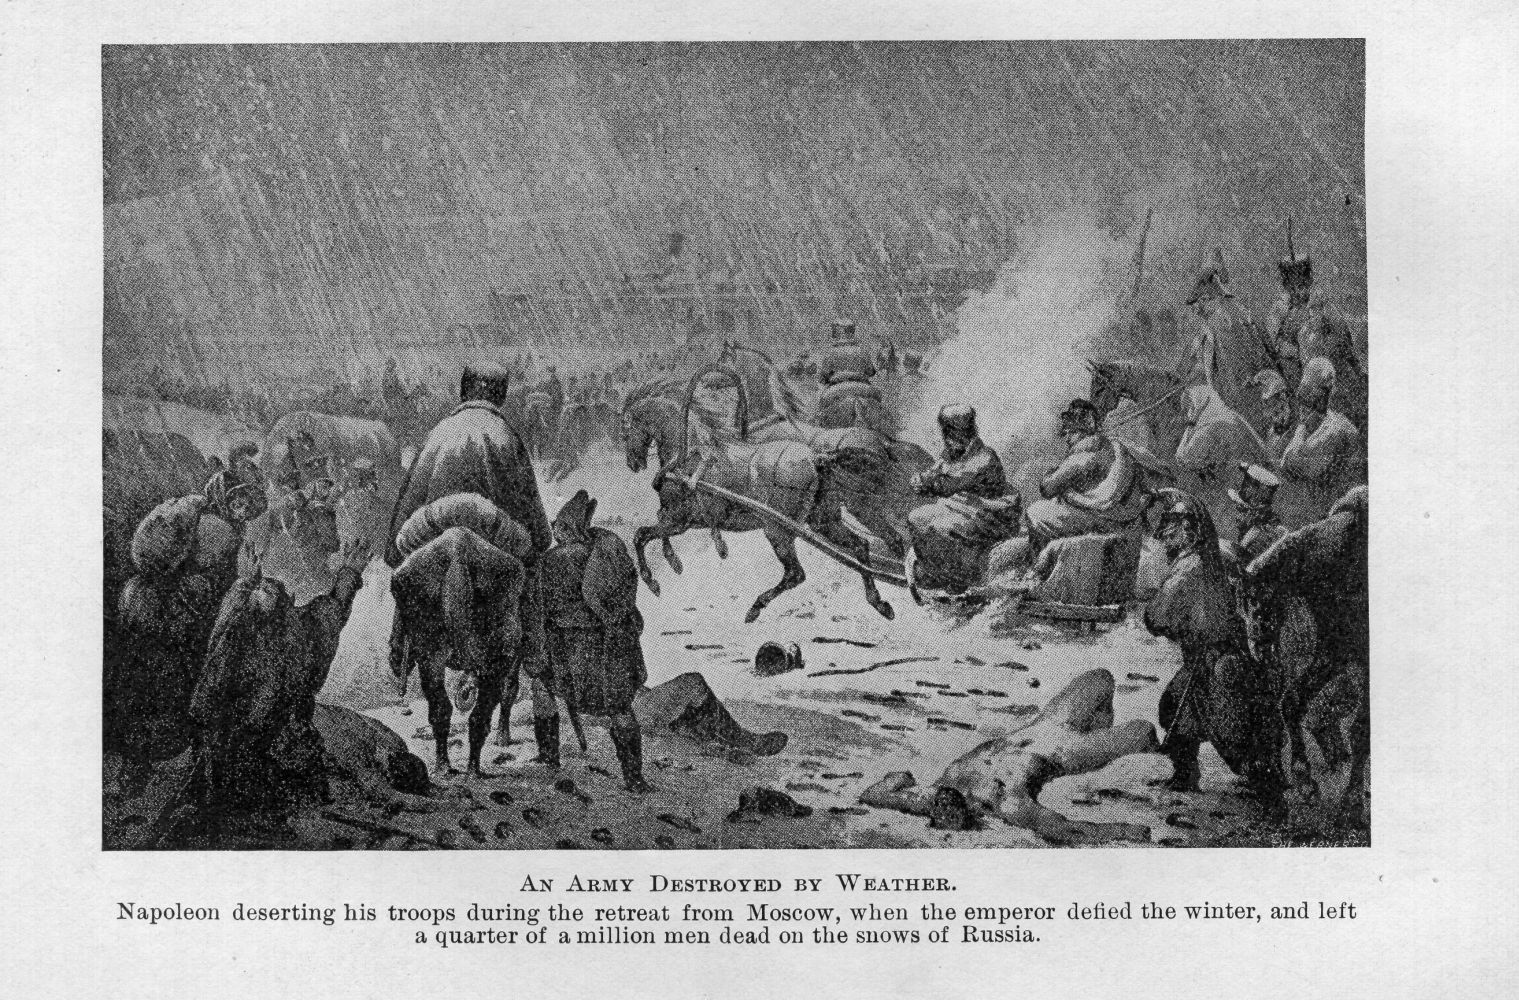 An Army Destroyed by Weather.
Napoleon deserting his troops during the retreat from Moscow, when the emperor defied the winter, and left
a quarter of a million men dead on the snows of Russia.